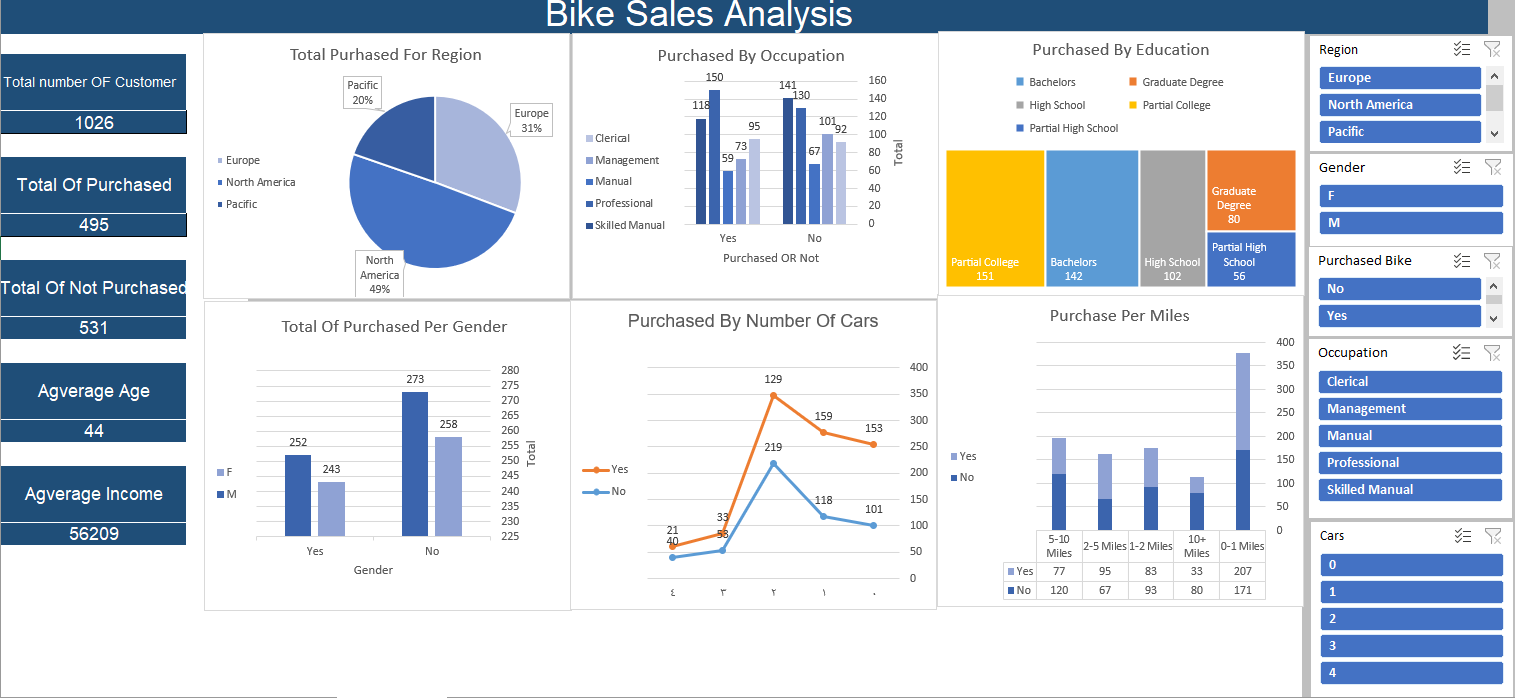 Bike Sales Analysis
Total number OF Customer
1026
Total Of Purchased
495
Total Of Not Purchased
531
Agverage Age
44
Agverage Income
56209
Total Purhased For Region
Pacific
20%
Europe
31%
North
America
49%
Europe
North America
Pacific
Purchased By Occupation
Clerical
Management
Manual
Professional
Skilled Manual
118
150
59
73
95
141
130
67
101
92
160
140
120
100
80
60
40
20
0
Total
Yes
No
Purchased OR Not
Purchased By Education
Bachelors
Graduate Degree
High School
Partial College
Partial High School
Partial College
151
Bachelors
142
High School
102
Graduate
Degree
80
Partial High
School
56
Total Of Purchased Per Gender
F
M
252
243
273
258
280
275
270
265
260
255
250
245
240
235
230
225
Total
Yes
No
Gender
Purchased By Number Of Cars
Yes
No
21
40
33
53
129
219
159
118
153
101
400
350
300
250
200
150
100
50
0
٤ ٣ ٢ ١ ٠
Purchase Per Miles
Yes
No
400
350
300
250
200
150
100
50
0
5-10 Miles 2-5 Miles 1-2 Miles 10+ Miles 0-1 Miles
Yes 77 95 83 33 207
No 120 67 93 80 171
Region
Europe
North America
Pacific
Gender
F
M
Purchased Bike
No
Yes
Occupation
Clerical
Management
Manual
Professional
Skilled Manual
Cars
0
1
2
3
4